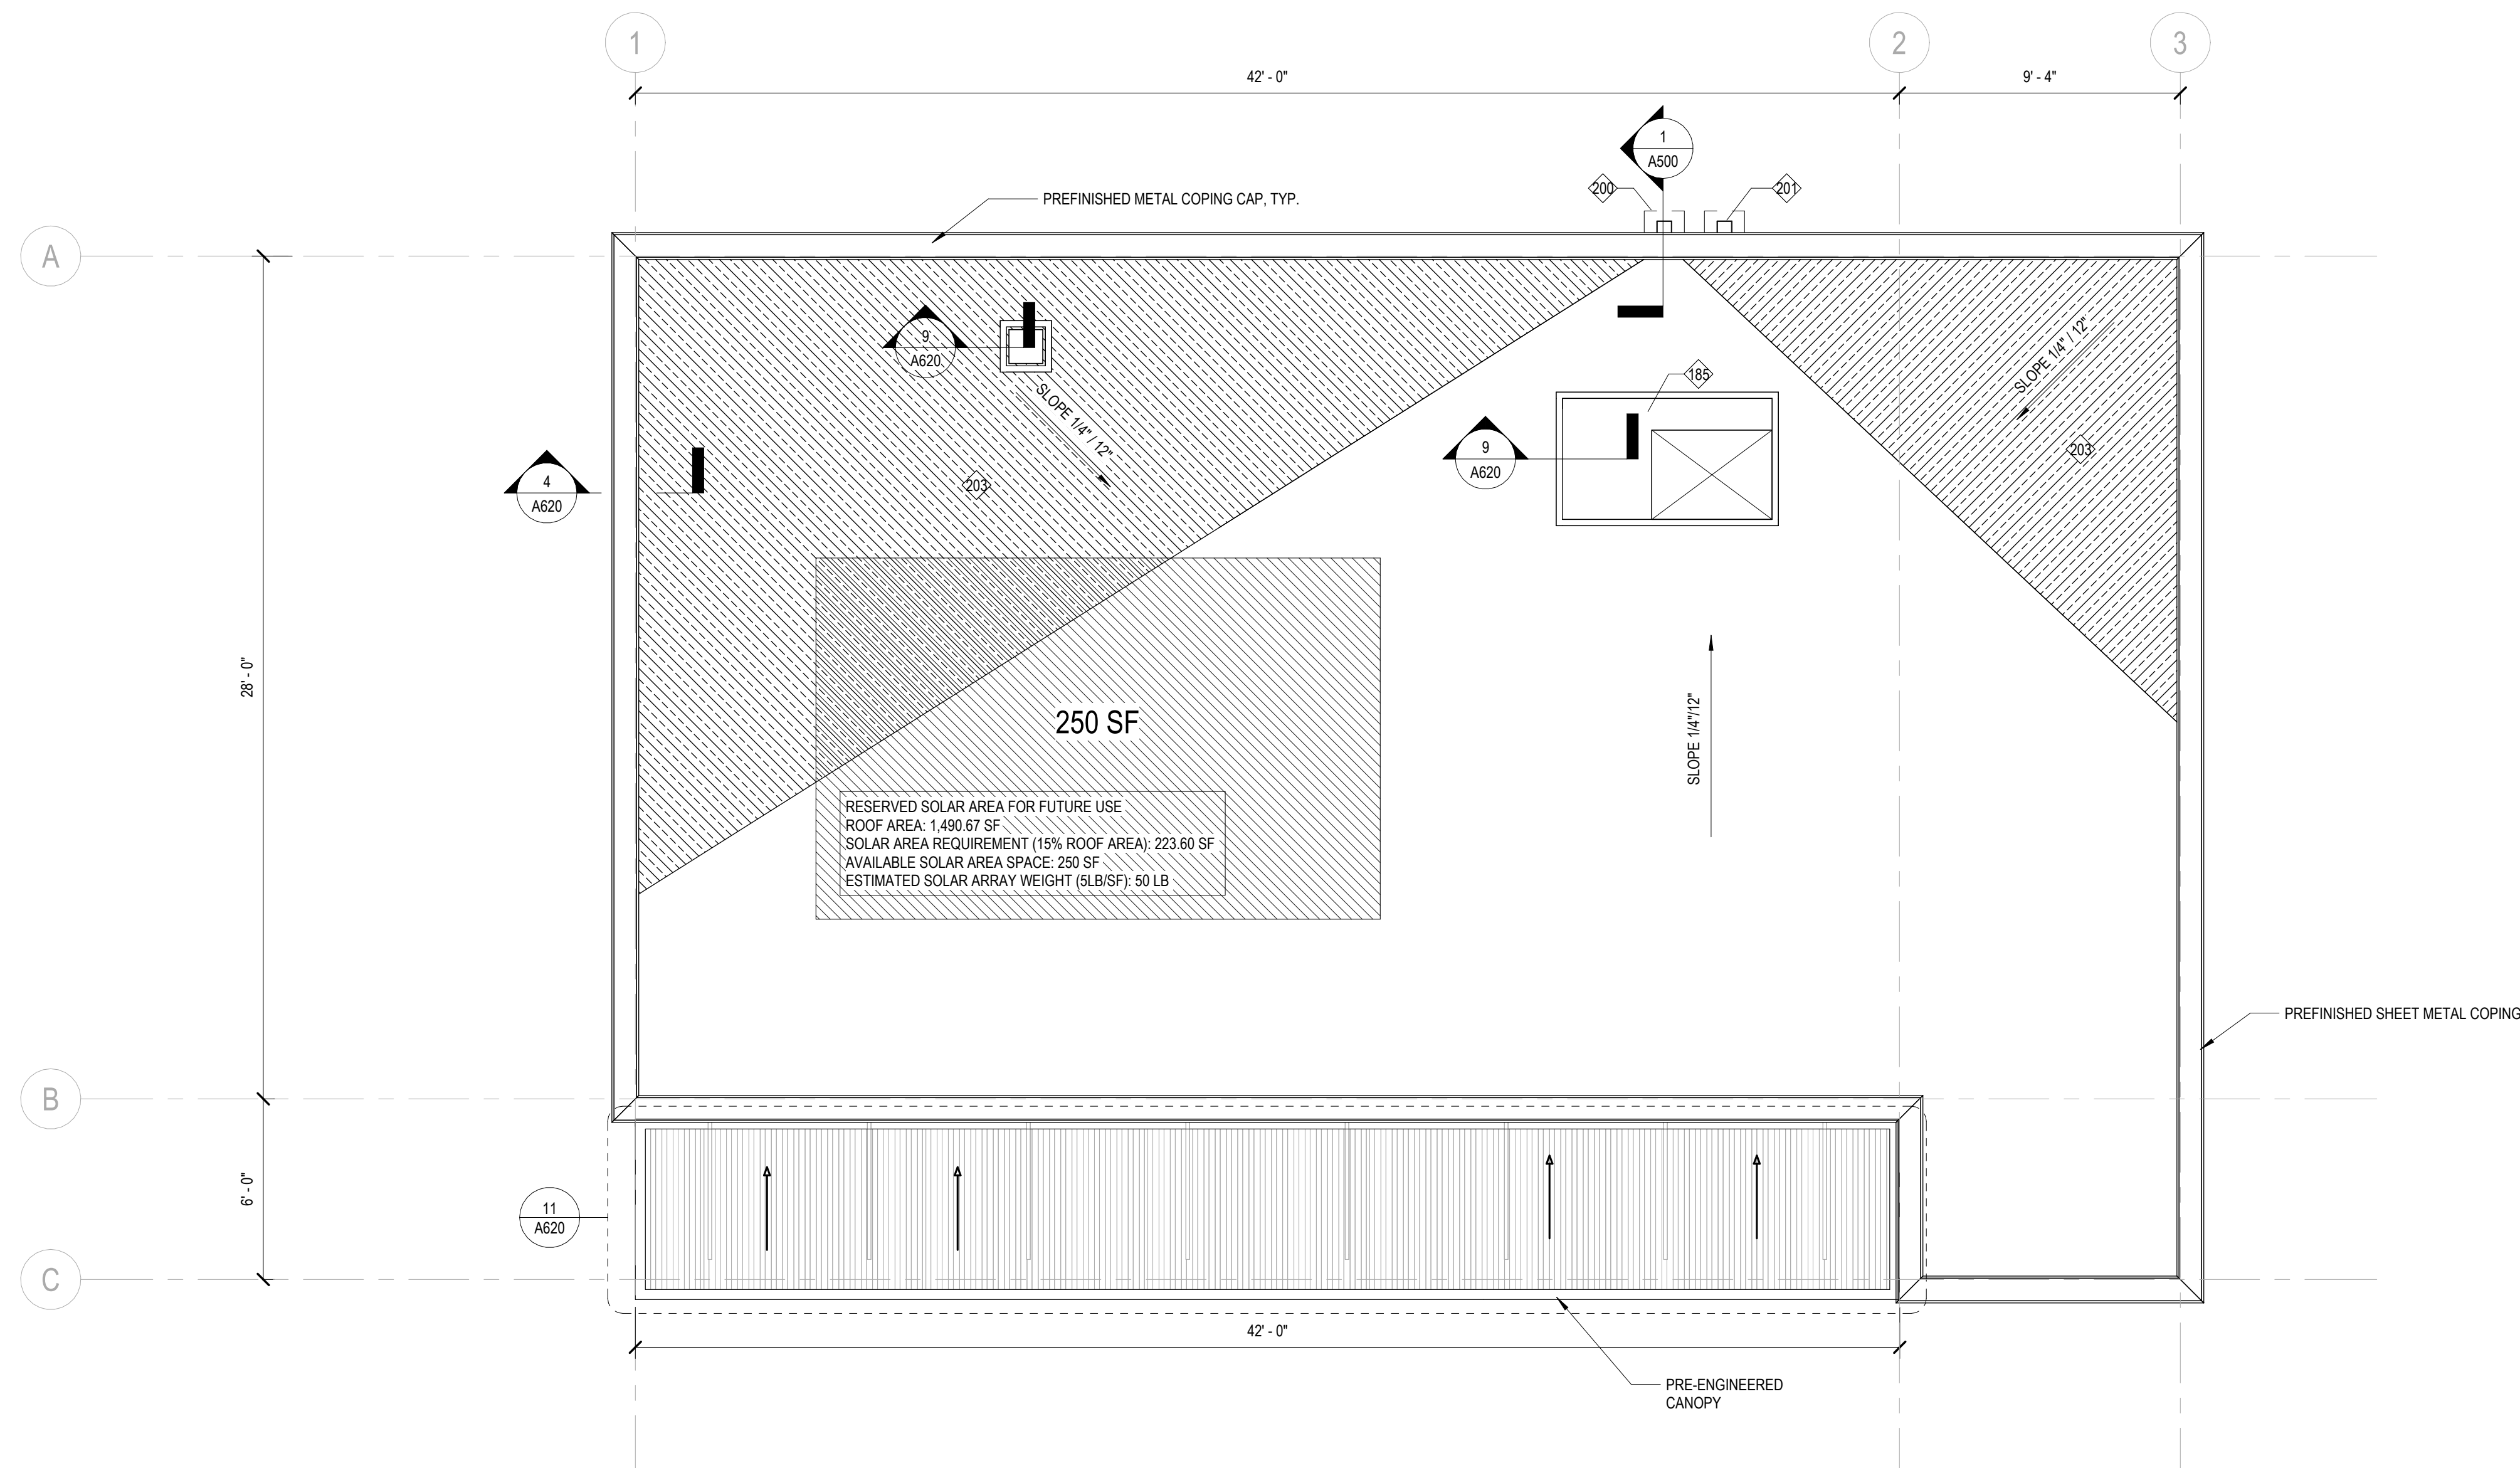 1
2
3
42' - 0"
9' - 4"
1
A500
200
201
PREFINISHED METAL COPING CAP, TYP.
A
9
A620
SLOPE 1/4" / 12"
SLOPE 1/4" / 12"
185
203
9
A620
4
A620
203
28' - 0"
250 SF
SLOPE 1/4"/12"
RESERVED SOLAR AREA FOR FUTURE USE
ROOF AREA: 1,490.67 SF
SOLAR AREA REQUIREMENT (15% ROOF AREA): 223.60 SF
AVAILABLE SOLAR AREA SPACE: 250 SF
ESTIMATED SOLAR ARRAY WEIGHT (5LB/SF): 50 LB
PREFINISHED SHEET METAL COPING
B
6' - 0"
11
A620
C
42' - 0"
PRE-ENGINEERED
CANOPY